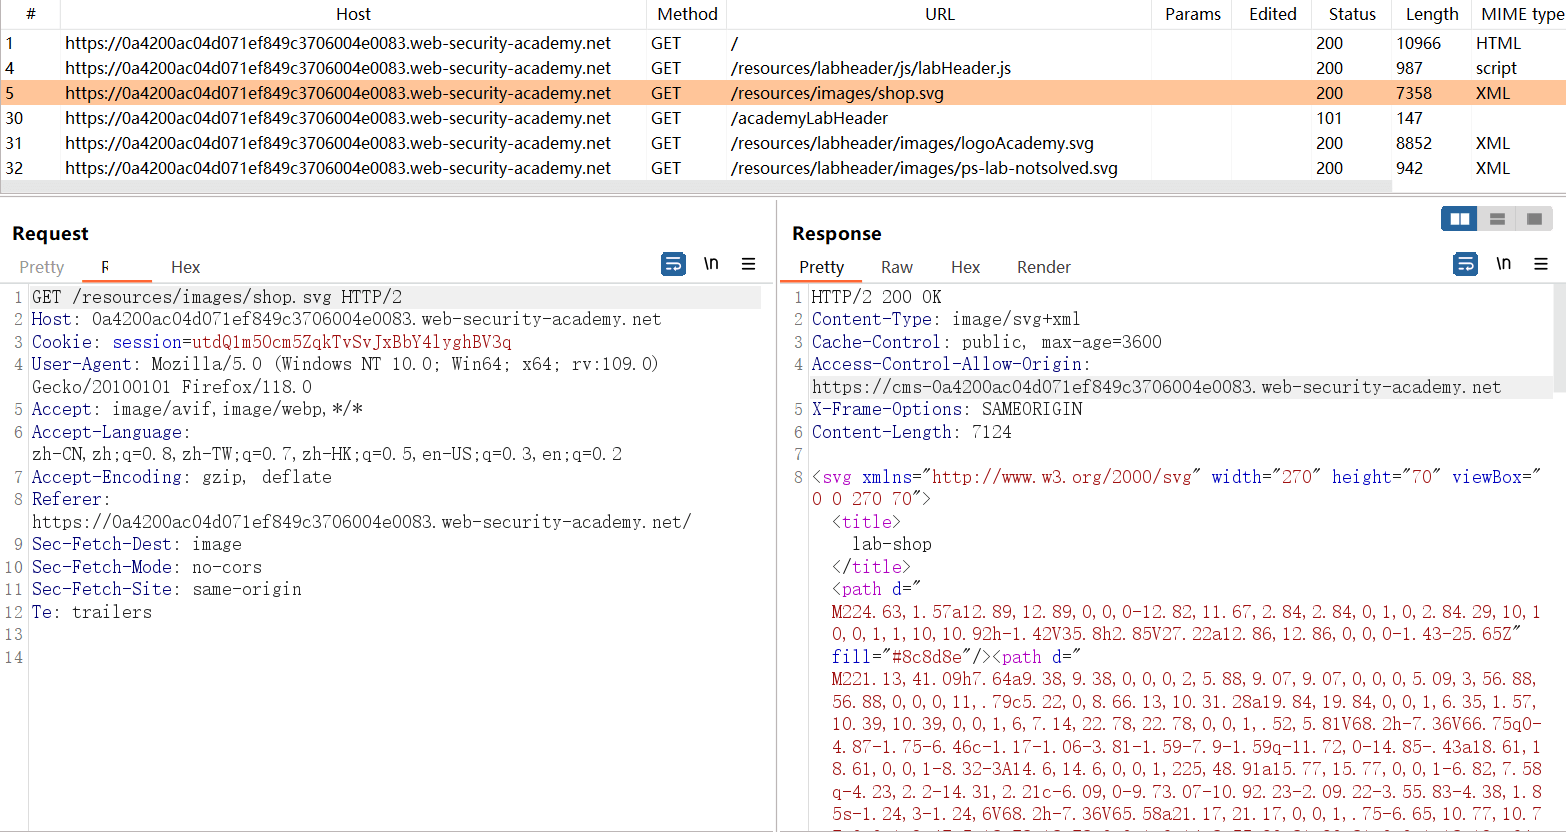 # Host Method URL Params Edited Status Length MIME type
1 https://0a4200ac04d071ef849c3706004e0083.web-security-academy.net GET / 200 10966 HTML
4 https://0a4200ac04d071ef849c3706004e0083.web-security-academy.net GET /resources/labheader/js/labHeader.js 200 987 script
5 https://0a4200ac04d071ef849c3706004e0083.web-security-academy.net GET /resources/images/shop.svg 200 7358 XML
30 https://0a4200ac04d071ef849c3706004e0083.web-security-academy.net GET /academyLabHeader 101 147
31 https://0a4200ac04d071ef849c3706004e0083.web-security-academy.net GET /resources/labheader/images/logoAcademy.svg 200 8852 XML
32 https://0a4200ac04d071ef849c3706004e0083.web-security-academy.net GET /resources/labheader/images/ps-lab-notsolved.svg 200 942 XML
Request
Pretty Hex \n
1 GET /resources/images/shop.svg HTTP/2
2 Host: 0a4200ac04d071ef849c3706004e0083.web-security-academy.net
3 Cookie: session=utdQ1m50cm5ZqkTvSvJxBbY4lyghBV3q
4 User-Agent: Mozilla/5.0 (Windows NT 10.0; Win64; x64; rv:109.0)
Gecko/20100101 Firefox/118.0
5 Accept: image/avif,image/webp,*/*
6 Accept-Language:
zh-CN,zh;q=0.8,zh-TW;q=0.7,zh-HK;q=0.5,en-US;q=0.3,en;q=0.2
7 Accept-Encoding: gzip, deflate
8 Referer:
https://0a4200ac04d071ef849c3706004e0083.web-security-academy.net/
9 Sec-Fetch-Dest: image
10 Sec-Fetch-Mode: no-cors
11 Sec-Fetch-Site: same-origin
12 Te: trailers
13
14
Response
Pretty Raw Hex Render \n
1 HTTP/2 200 OK
2 Content-Type: image/svg+xml
3 Cache-Control: public, max-age=3600
4 Access-Control-Allow-Origin:
https://cms-0a4200ac04d071ef849c3706004e0083.web-security-academy.net
5 X-Frame-Options: SAMEORIGIN
6 Content-Length: 7124
7
8 <svg xmlns="http://www.w3.org/2000/svg" width="270" height="70" viewBox="
0 0 270 70">
<title>
lab-shop
</title>
<path d="
M224.63,1.57a12.89,12.89,0,0,0-12.82,11.67,2.84,2.84,0,1,0,2.84.29,10,1
0,0,1,1,10,10.92h-1.42V35.8h2.85V27.22a12.86,12.86,0,0,0-1.43-25.65Z"
fill="#8c8d8e"/><path d="
M221.13,41.09h7.64a9.38,9.38,0,0,0,2,5.88,9.07,9.07,0,0,0,5.09,3,56.88,
56.88,0,0,0,11,.79c5.22,0,8.66.13,10.31.28a19.84,19.84,0,0,1,6.35,1.57,
10.39,10.39,0,0,1,6,7.14,22.78,22.78,0,0,1,.52,5.81V68.2h-7.36V66.75q0-
4.87-1.75-6.46c-1.17-1.06-3.81-1.59-7.9-1.59q-11.72,0-14.85-.43a18.61,1
8.61,0,0,1-8.32-3A14.6,14.6,0,0,1,225,48.91a15.77,15.77,0,0,1-6.82,7.58
q-4.23,2.2-14.31,2.21c-6.09,0-9.73.07-10.92.23-2.09.22-3.55.83-4.38,1.8
5s-1.24,3-1.24,6V68.2h-7.36V65.58a21.17,21.17,0,0,1,.75-6.65,10.77,10.7